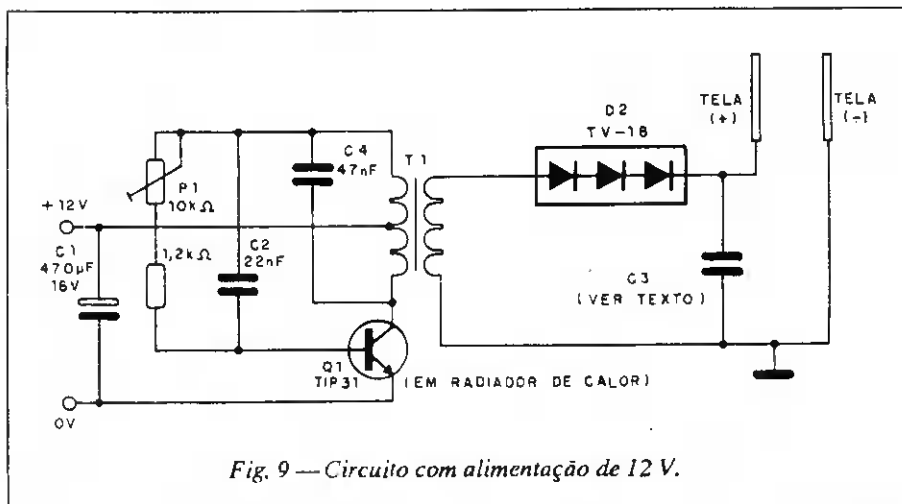 D2
TV-18
TELA
(+)
TELA
(−)
C4
47nF
T1
P1
10kΩ
+12V
C1
470µF
16V
1,2kΩ
C2
22nF
C3
(VER TEXTO)
Q1
TIP31
(EM RADIADOR DE CALOR)
0V
Fig. 9 — Circuito com alimentação de 12 V.